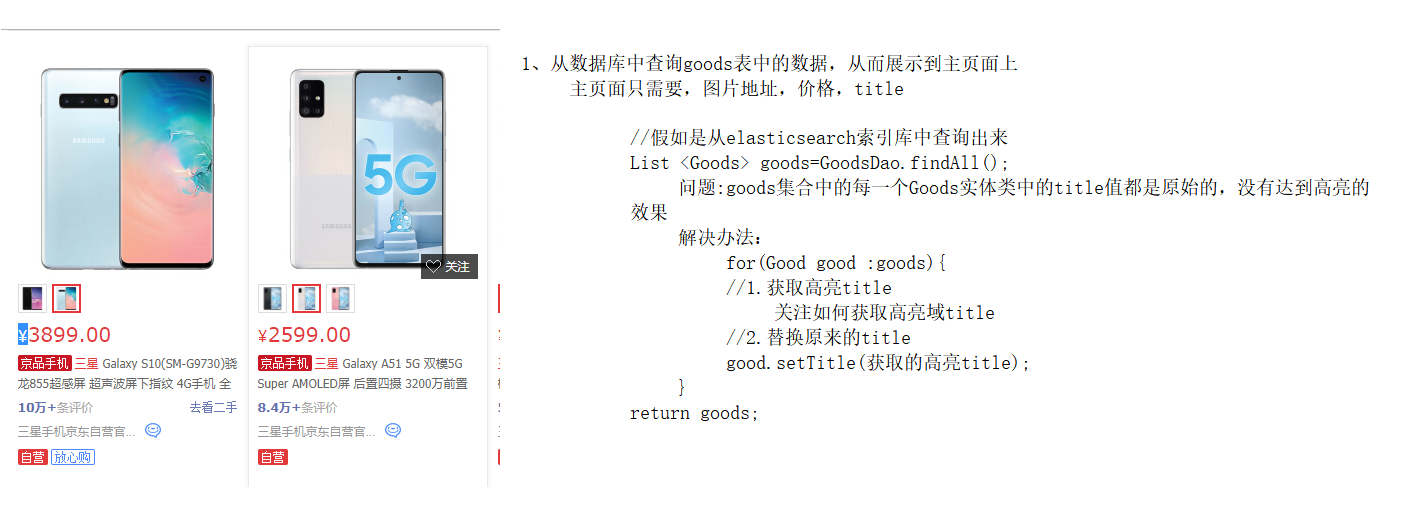 SAMSUNG
5G
SAMSUNG
关注
¥3899.00
京品手机 三星 Galaxy S10(SM-G9730)骁
龙855超感屏 超声波屏下指纹 4G手机 全
10万+条评价 去看二手
三星手机京东自营官...
自营 放心购
¥2599.00
京品手机 三星 Galaxy A51 5G 双模5G
Super AMOLED屏 后置四摄 3200万前置
8.4万+条评价
三星手机京东自营官...
自营
1、从数据库中查询goods表中的数据，从而展示到主页面上
主页面只需要，图片地址，价格，title
//假如是从elasticsearch索引库中查询出来
List <Goods> goods=GoodsDao.findAll();
问题:goods集合中的每一个Goods实体类中的title值都是原始的，没有达到高亮的
效果
解决办法：
for(Good good :goods){
//1.获取高亮title
关注如何获取高亮域title
//2.替换原来的title
good.setTitle(获取的高亮title);
}
return goods;